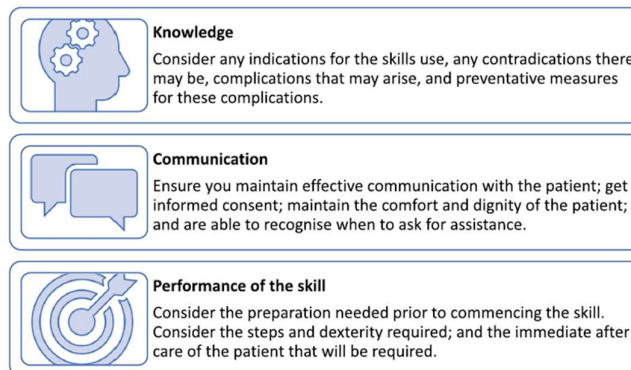 Knowledge
Consider any indications for the skills use, any contradictions there
may be, complications that may arise, and preventative measures
for these complications.
Communication
Ensure you maintain effective communication with the patient; get
informed consent; maintain the comfort and dignity of the patient;
and are able to recognise when to ask for assistance.
Performance of the skill
Consider the preparation needed prior to commencing the skill.
Consider the steps and dexterity required; and the immediate after
care of the patient that will be required.